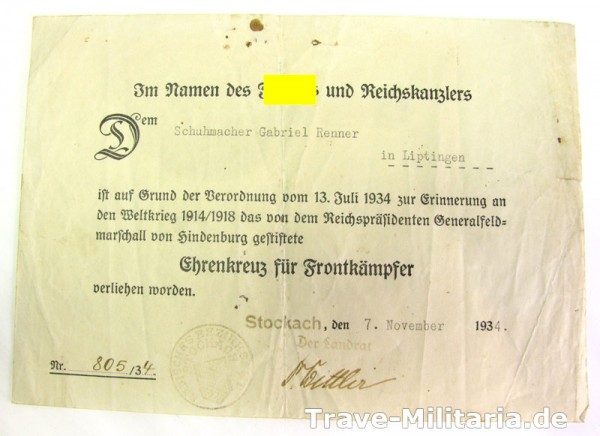 Im Namen des F s und Reichskanzlers
Dem
Schuhmacher Gabriel Renner
in Liptingen
ist auf Grund der Verordnung vom 13. Juli 1934 zur Erinnerung an
den Weltkrieg 1914/1918 das von dem Reichspräsidenten Generalfeld-
marschall von Hindenburg gestiftete
Ehrenkreuz für Frontkämpfer
verliehen worden.
Stockach, den 7. November 1934.
Der Landrat
Nr. 805/34.
Trave-Militaria.de